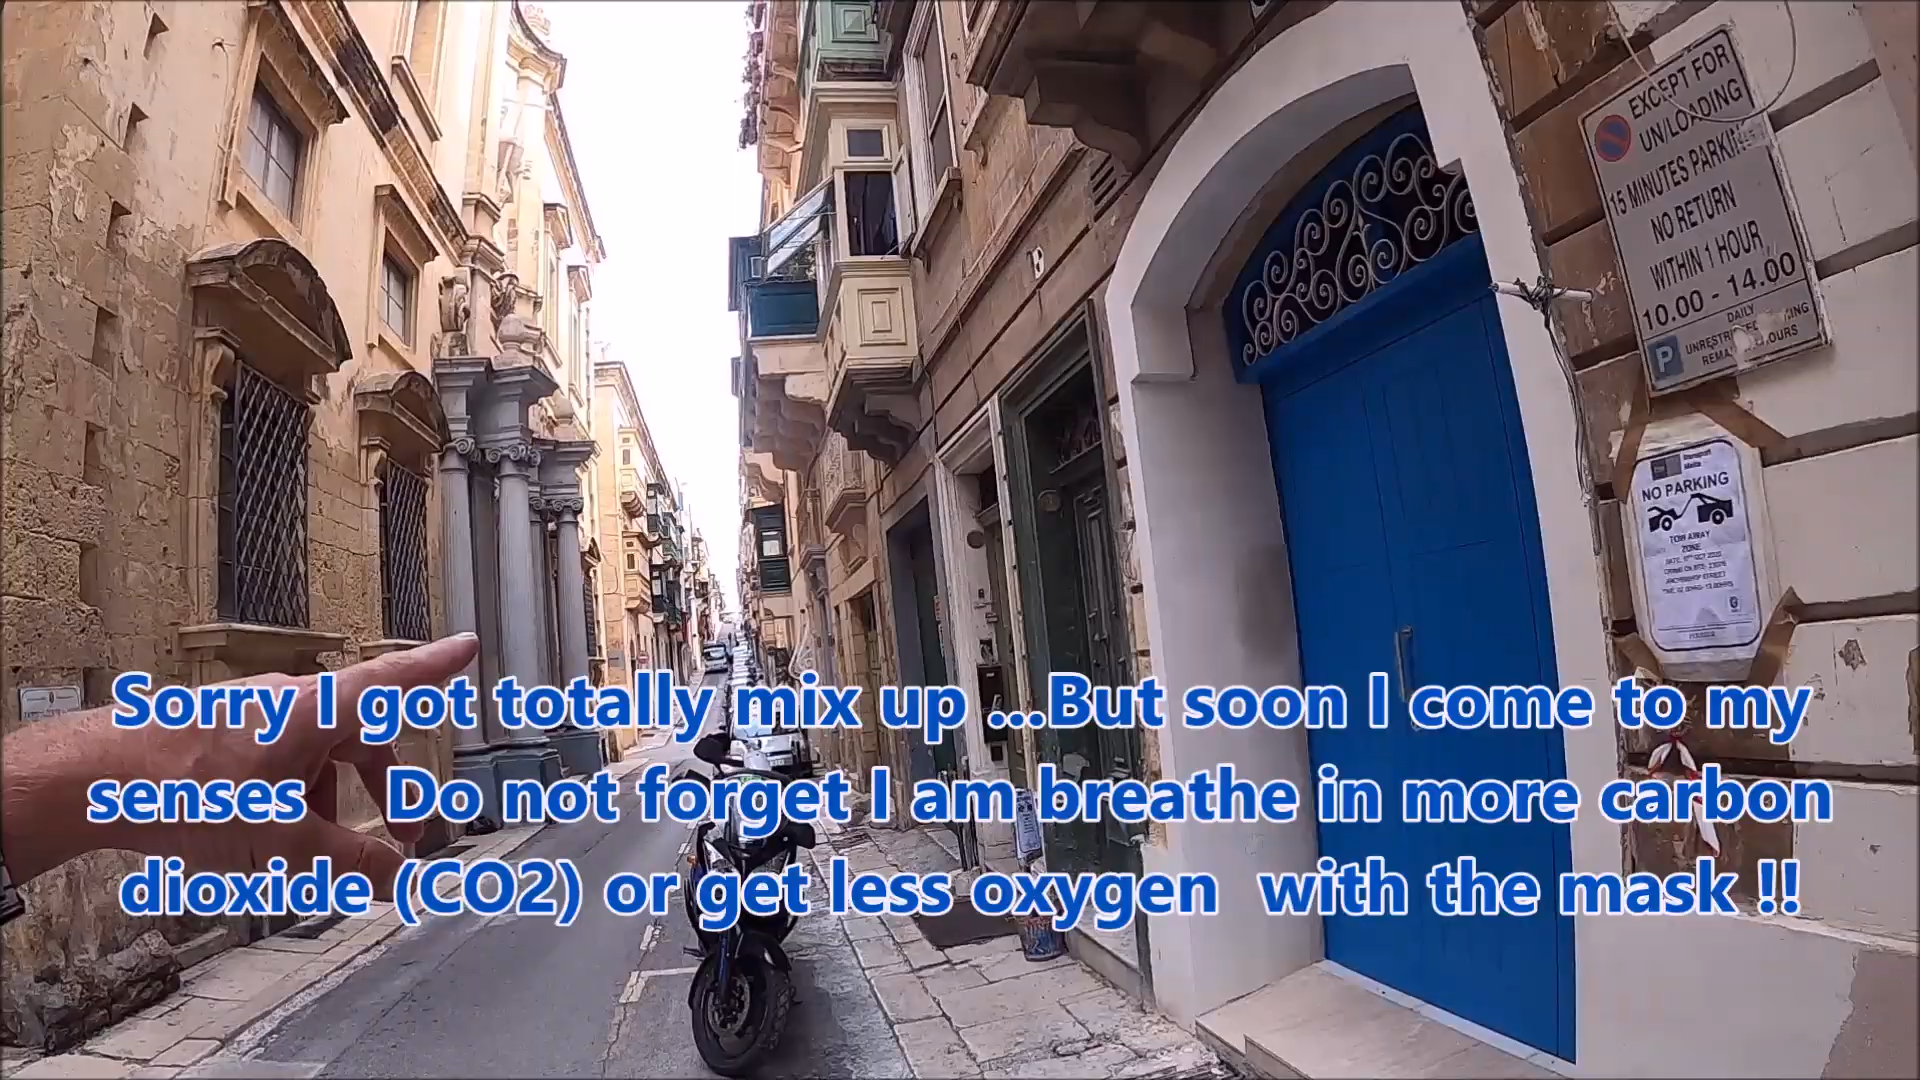 EXCEPT FOR
UN/LOADING
15 MINUTES PARKING
NO RETURN
WITHIN 1 HOUR
10.00 - 14.00
DAILY
P
NO PARKING
TOW AWAY
ZONE
Sorry I got totally mix up ...But soon I come to my
senses Do not forget I am breathe in more carbon
dioxide (CO2) or get less oxygen with the mask !!